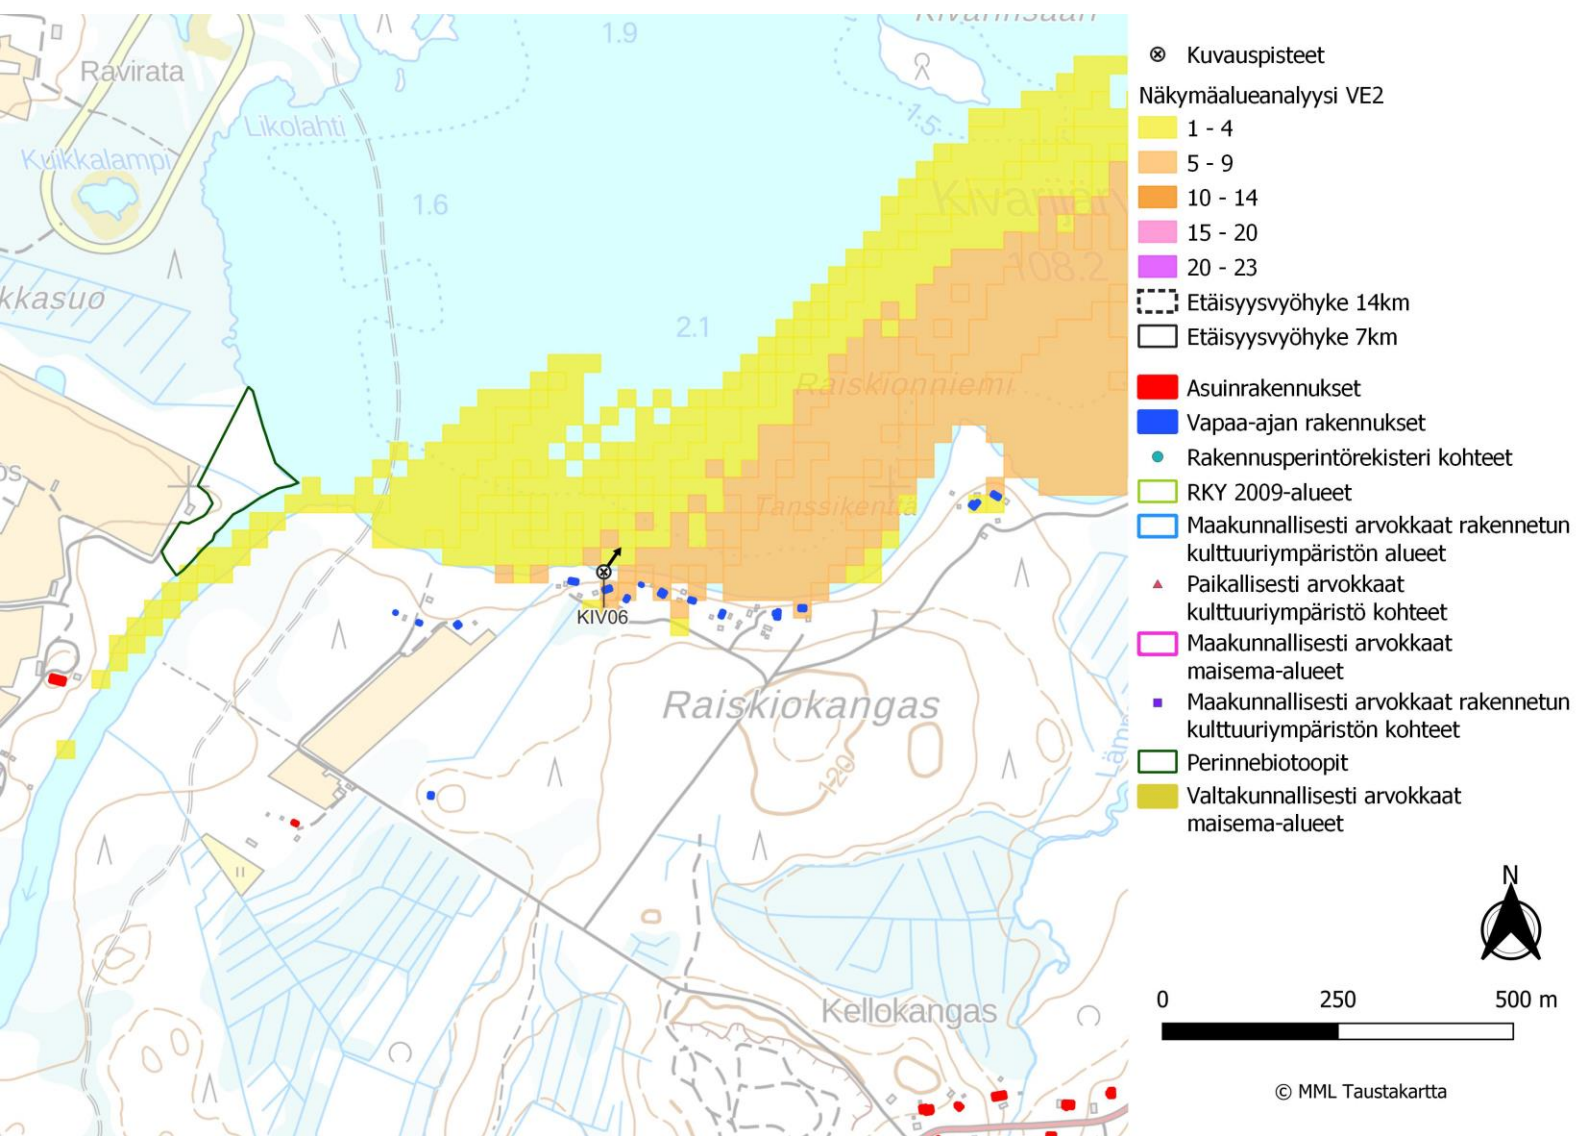 Ravirata
1.9
Likolahti
Kuikkalampi
1.5
1.6
Kivarijärv
kkasuo
108.2
2.1
Raiskionniemi
Tanssikenttä
KIV06
Raiskiokangas
120
Kellokangas
Kuvauspisteet
Näkymäalueanalyysi VE2
1 - 4
5 - 9
10 - 14
15 - 20
20 - 23
Etäisyysvyöhyke 14km
Etäisyysvyöhyke 7km
Asuinrakennukset
Vapaa-ajan rakennukset
Rakennusperintörekisteri kohteet
RKY 2009-alueet
Maakunnallisesti arvokkaat rakennetun
kulttuuriympäristön alueet
Paikallisesti arvokkaat
kulttuuriympäristö kohteet
Maakunnallisesti arvokkaat
maisema-alueet
Maakunnallisesti arvokkaat rakennetun
kulttuuriympäristön kohteet
Perinnebiotoopit
Valtakunnallisesti arvokkaat
maisema-alueet
N
0 250 500 m
© MML Taustakartta